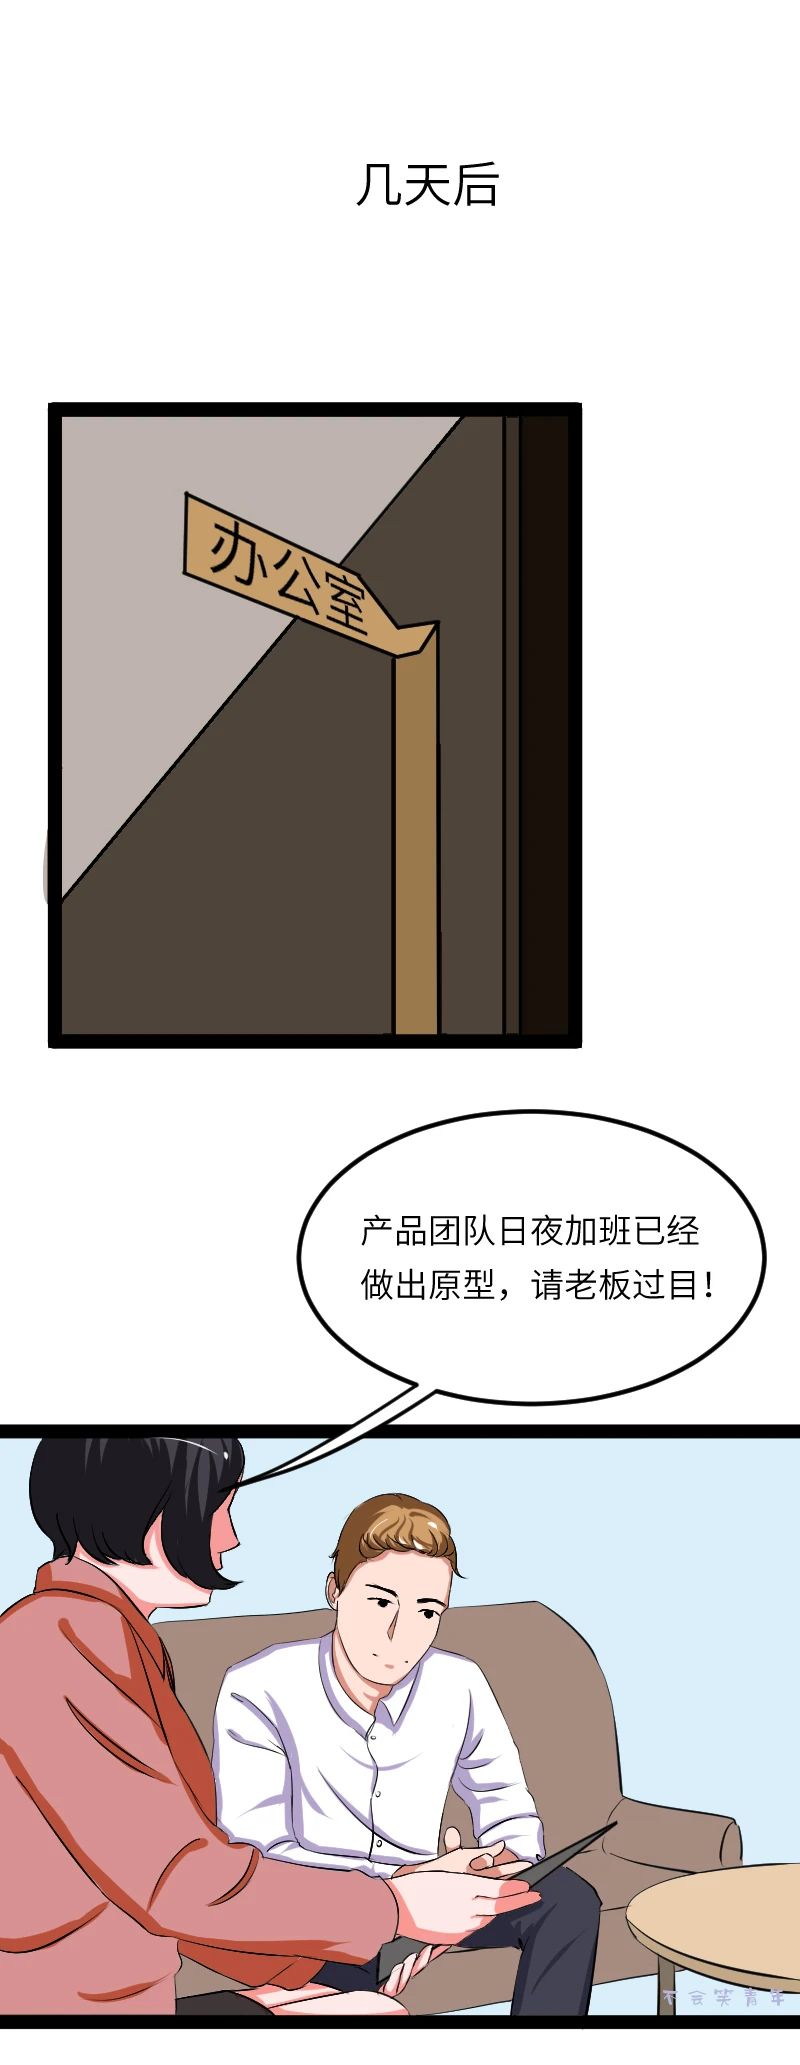 几天后
办公室
产品团队日夜加班已经
做出原型，请老板过目！
不会笑青年